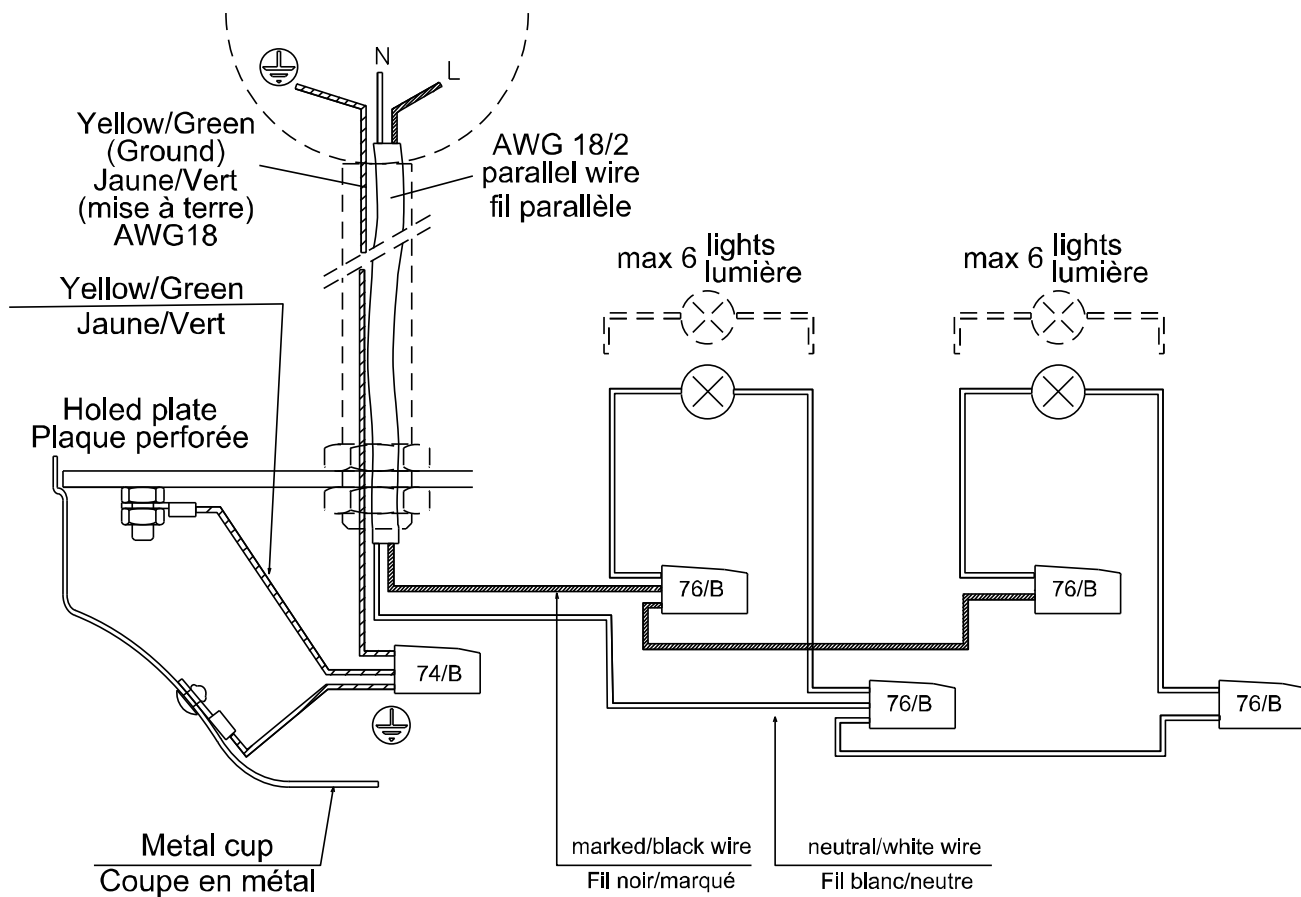 N
L
Yellow/Green
(Ground)
Jaune/Vert
(mise à terre)
AWG18
AWG 18/2
parallel wire
fil parallèle
Yellow/Green
Jaune/Vert
max 6 lights
lumière
max 6 lights
lumière
Holed plate
Plaque perforée
76/B
76/B
74/B
76/B
76/B
Metal cup
Coupe en métal
marked/black wire
Fil noir/marqué
neutral/white wire
Fil blanc/neutre